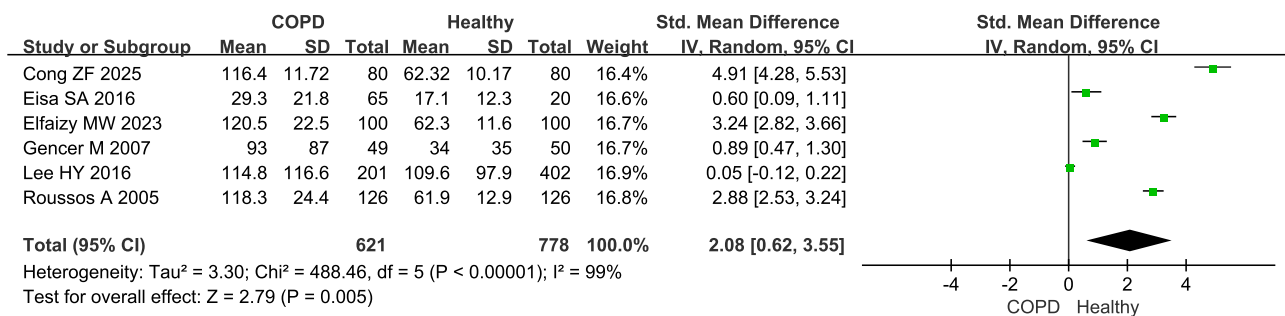 COPD Healthy Std. Mean Difference Std. Mean Difference
Study or Subgroup Mean SD Total Mean SD Total Weight IV, Random, 95% CI IV, Random, 95% CI
Cong ZF 2025 116.4 11.72 80 62.32 10.17 80 16.4% 4.91 [4.28, 5.53]
Eisa SA 2016 29.3 21.8 65 17.1 12.3 20 16.6% 0.60 [0.09, 1.11]
Elfaizy MW 2023 120.5 22.5 100 62.3 11.6 100 16.7% 3.24 [2.82, 3.66]
Gencer M 2007 93 87 49 34 35 50 16.7% 0.89 [0.47, 1.30]
Lee HY 2016 114.8 116.6 201 109.6 97.9 402 16.9% 0.05 [-0.12, 0.22]
Roussos A 2005 118.3 24.4 126 61.9 12.9 126 16.8% 2.88 [2.53, 3.24]
Total (95% CI) 621 778 100.0% 2.08 [0.62, 3.55]
Heterogeneity: Tau² = 3.30; Chi² = 488.46, df = 5 (P < 0.00001); I² = 99%
Test for overall effect: Z = 2.79 (P = 0.005)
-4 -2 0 2 4
COPD Healthy